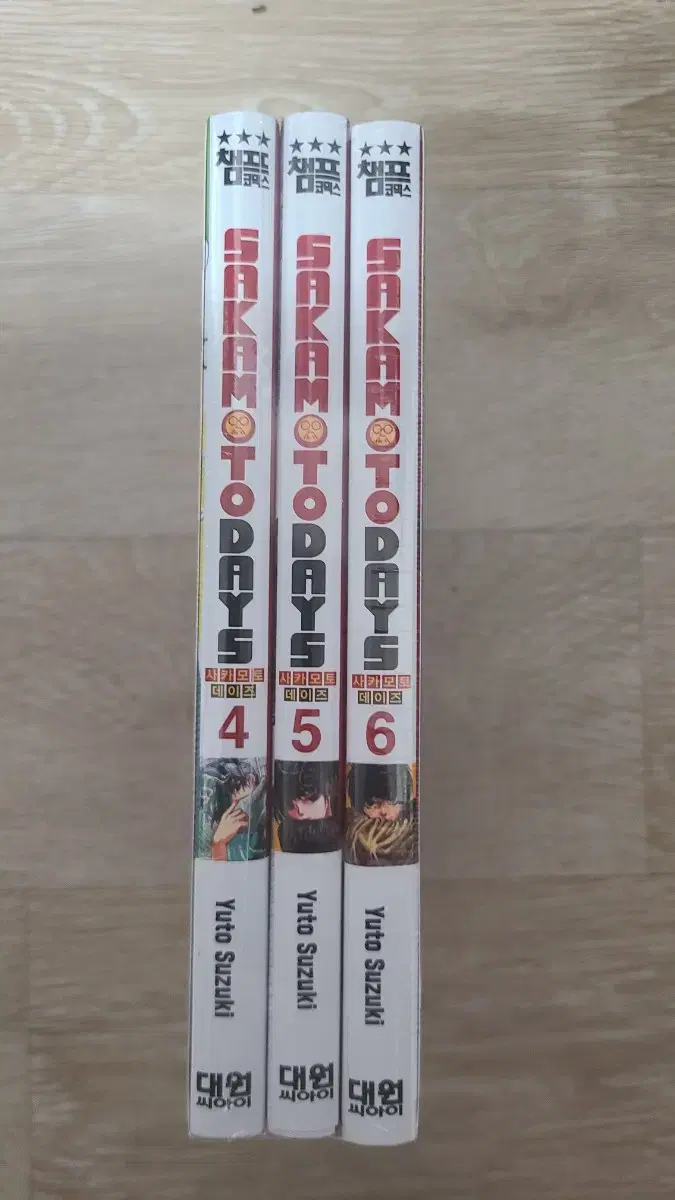 ★★★
챔프
코믹스
SAKAMOTO DAYS
사카모토
데이즈
4
Yuto Suzuki
대원
씨아이
★★★
챔프
코믹스
SAKAMOTO DAYS
사카모토
데이즈
5
Yuto Suzuki
대원
씨아이
★★★
챔프
코믹스
SAKAMOTO DAYS
사카모토
데이즈
6
Yuto Suzuki
대원
씨아이